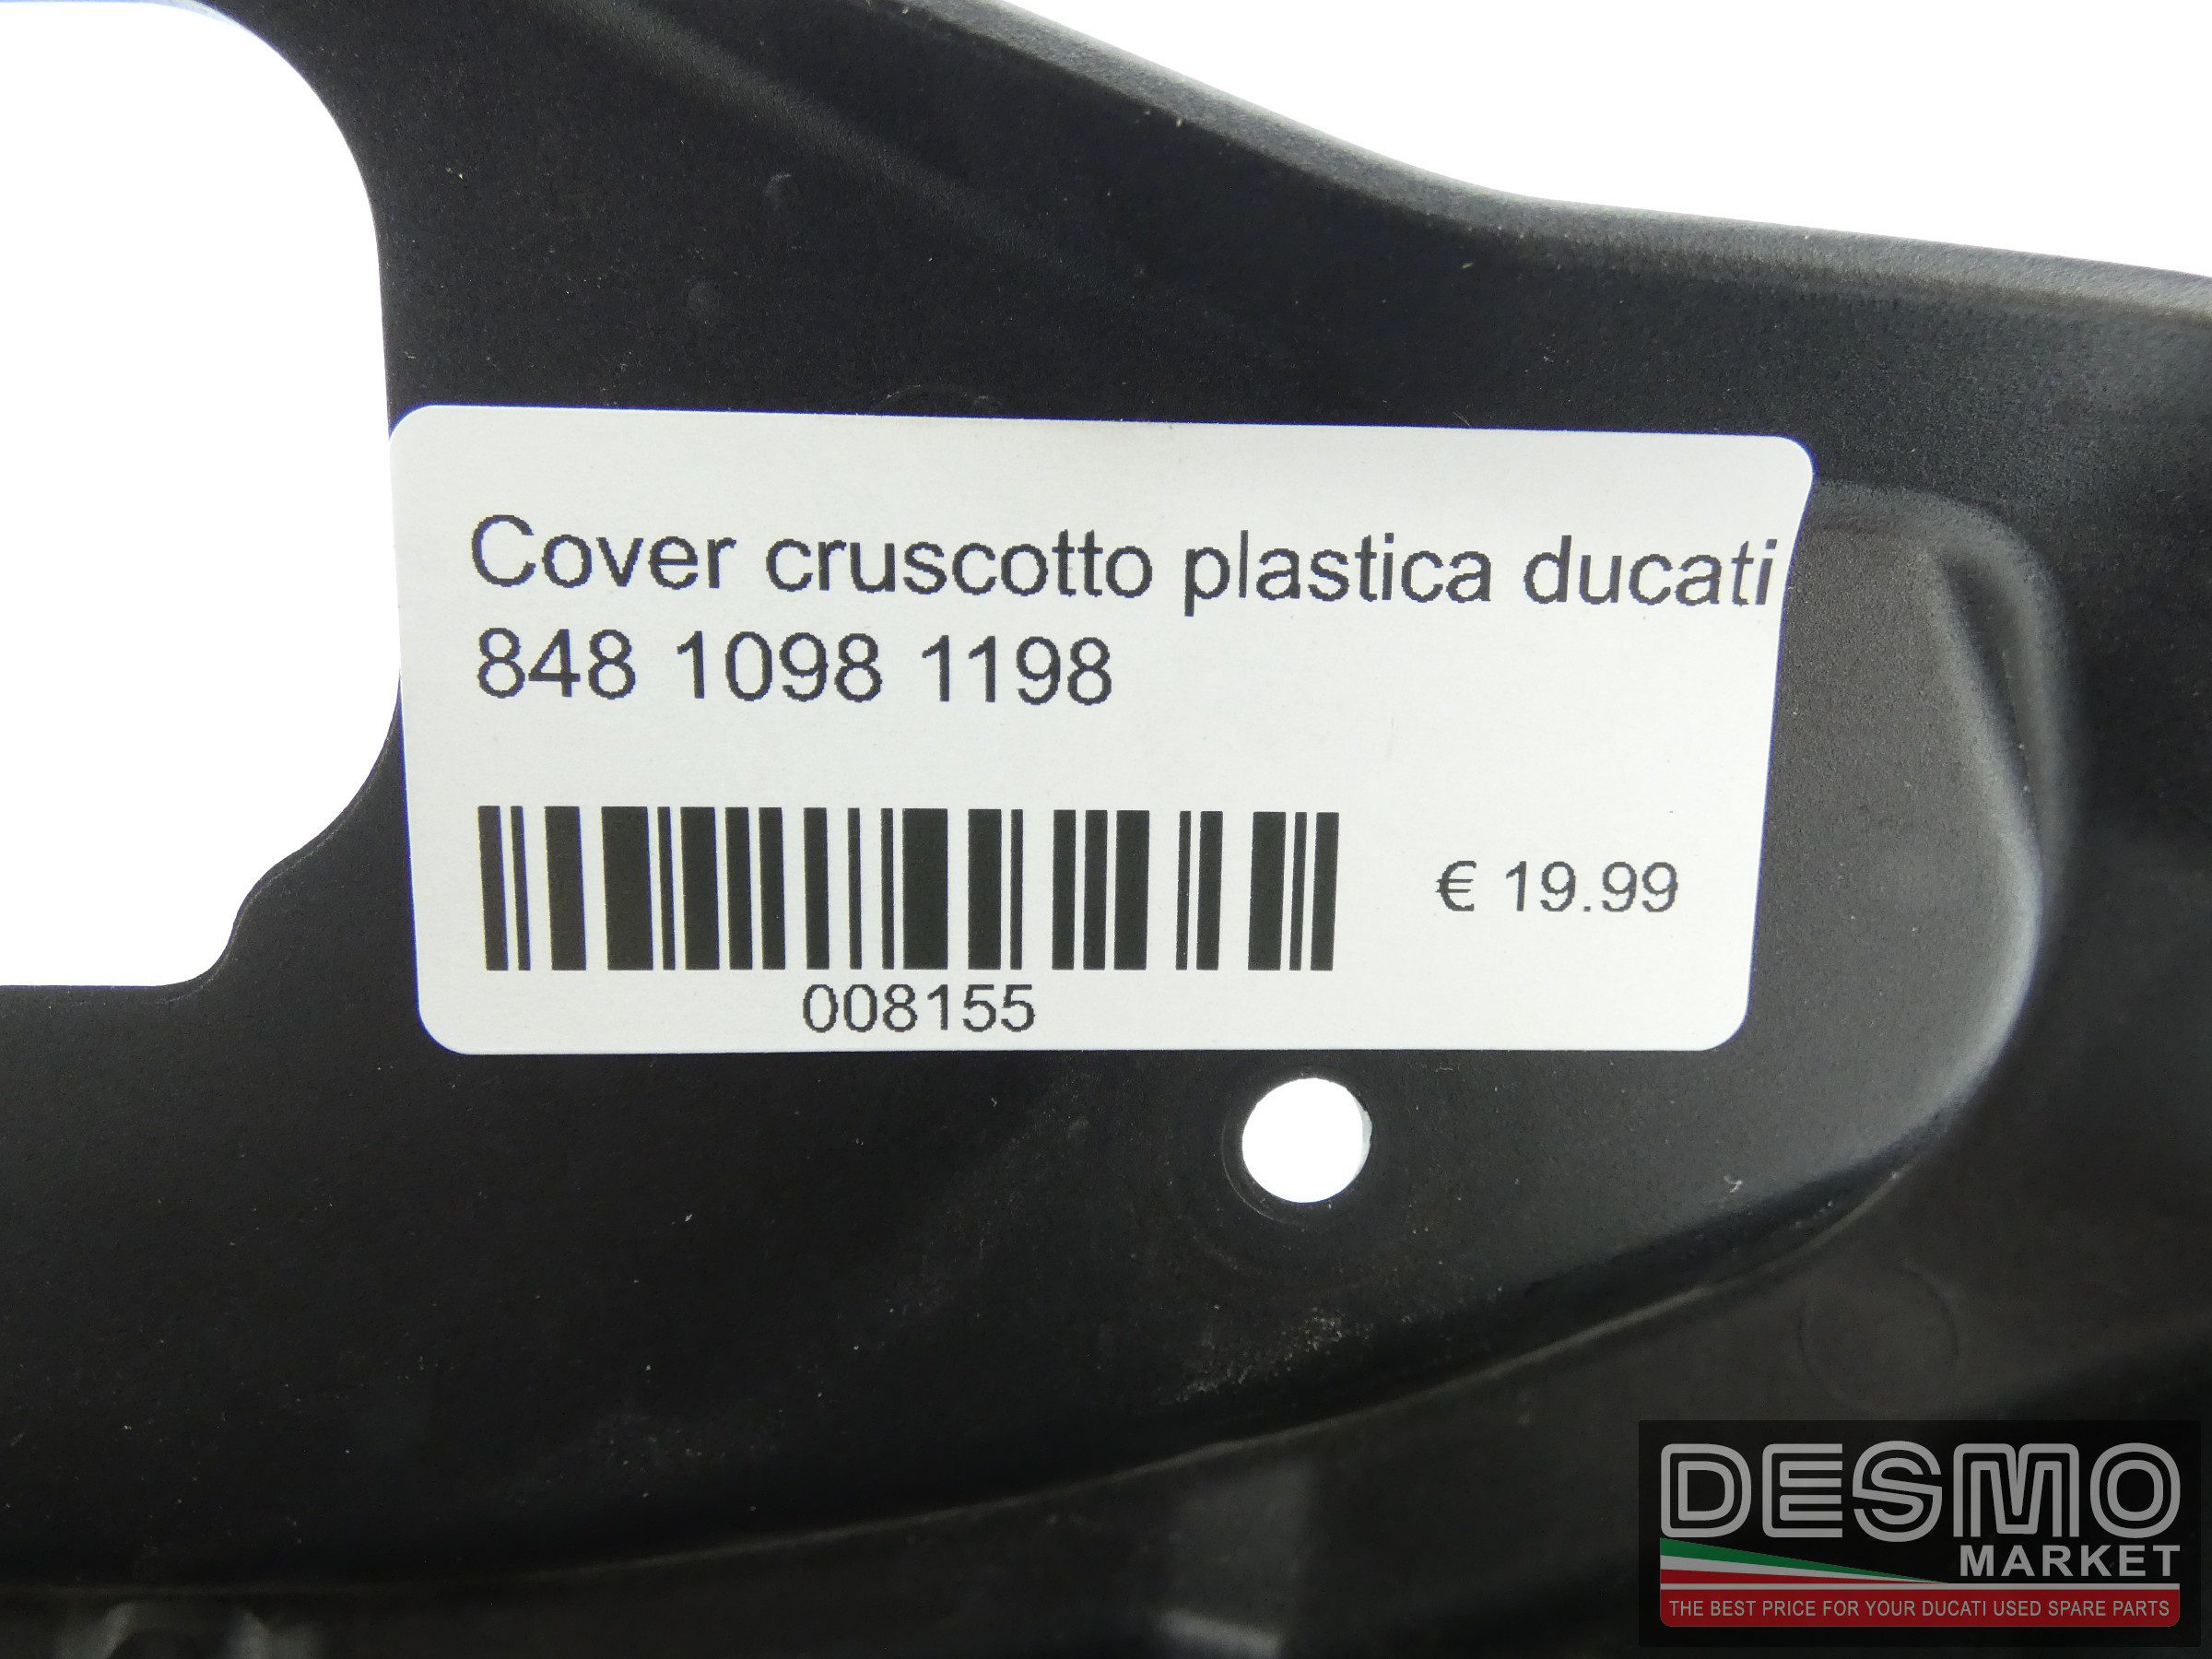 Cover cruscotto plastica ducati
848 1098 1198
€ 19.99
008155
DESMO
MARKET
THE BEST PRICE FOR YOUR DUCATI USED SPARE PARTS